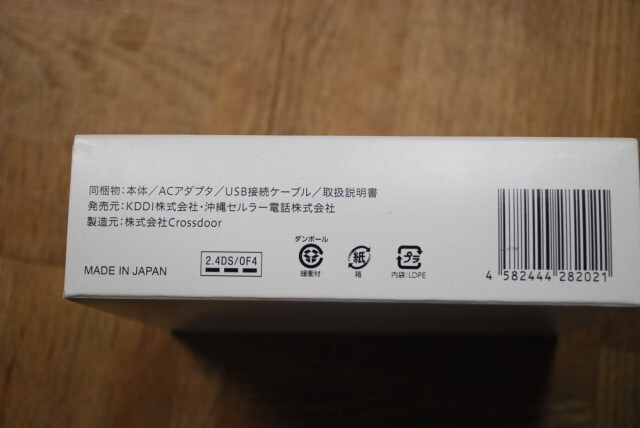 同梱物:本体/ACアダプタ/USB接続ケーブル/取扱説明書
発売元:KDDI株式会社・沖縄セルラー電話株式会社
製造元:株式会社Crossdoor
MADE IN JAPAN
2.4DS/OF4
ダンボール
緩衝材
紙
箱
プラ
内袋:LDPE
4 582444 282021